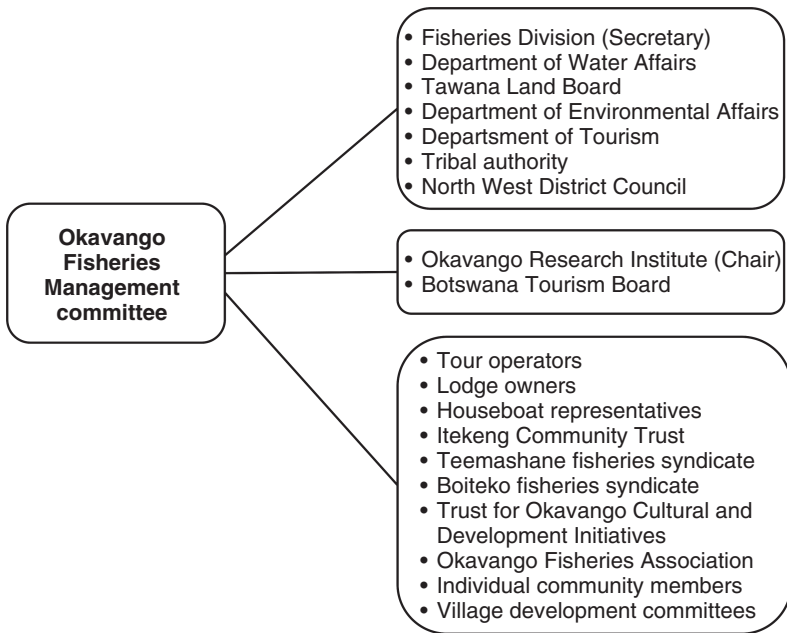 Okavango
Fisheries
Management
committee
• Fisheries Division (Secretary)
• Department of Water Affairs
• Tawana Land Board
• Department of Environmental Affairs
• Departsment of Tourism
• Tribal authority
• North West District Council
• Okavango Research Institute (Chair)
• Botswana Tourism Board
• Tour operators
• Lodge owners
• Houseboat representatives
• Itekeng Community Trust
• Teemashane fisheries syndicate
• Boiteko fisheries syndicate
• Trust for Okavango Cultural and
Development Initiatives
• Okavango Fisheries Association
• Individual community members
• Village development committees